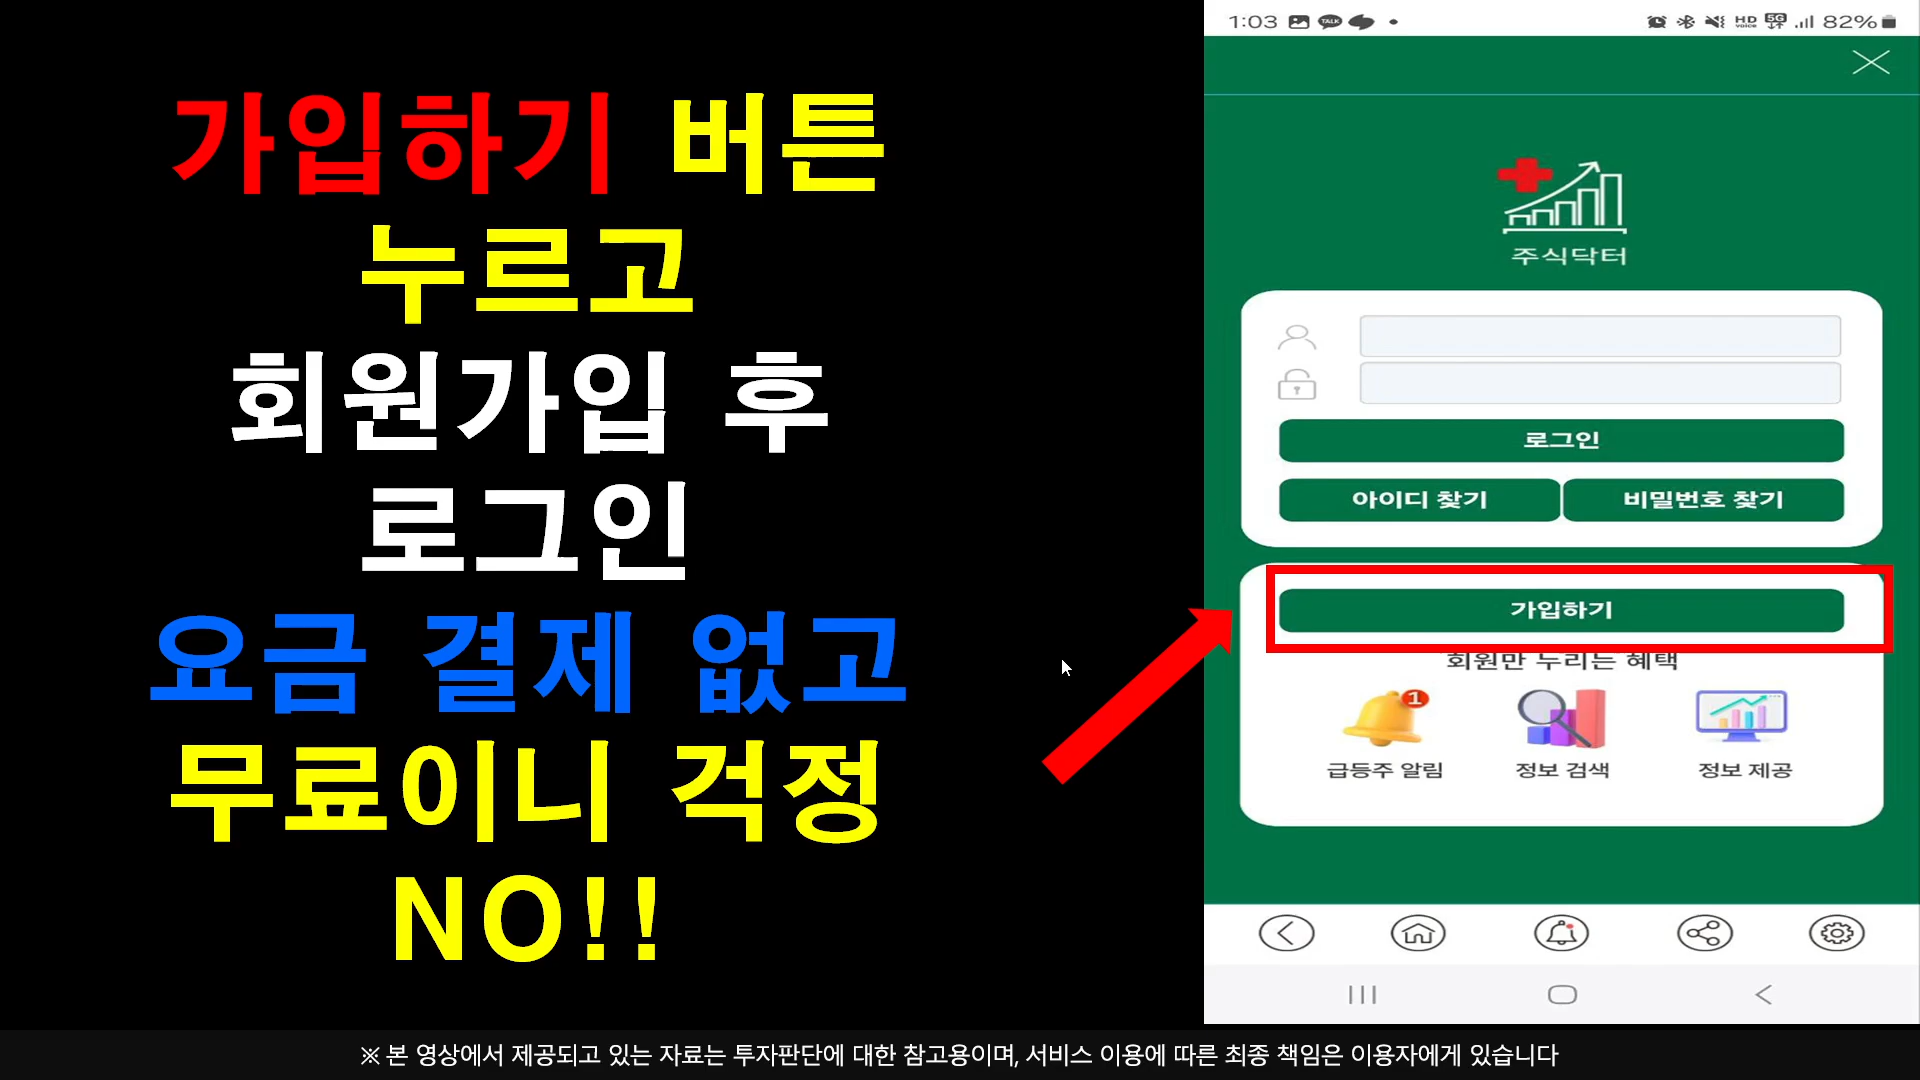 가입하기 버튼
누르고
회원가입 후
로그인
요금 결제 없고
무료이니 걱정
NO!!
1:03
TALK
HD voice 5G 82%
주식닥터
로그인
아이디 찾기 비밀번호 찾기
가입하기
회원만 누리는 혜택
1
급등주 알림 정보 검색 정보 제공
※ 본 영상에서 제공되고 있는 자료는 투자판단에 대한 참고용이며, 서비스 이용에 따른 최종 책임은 이용자에게 있습니다